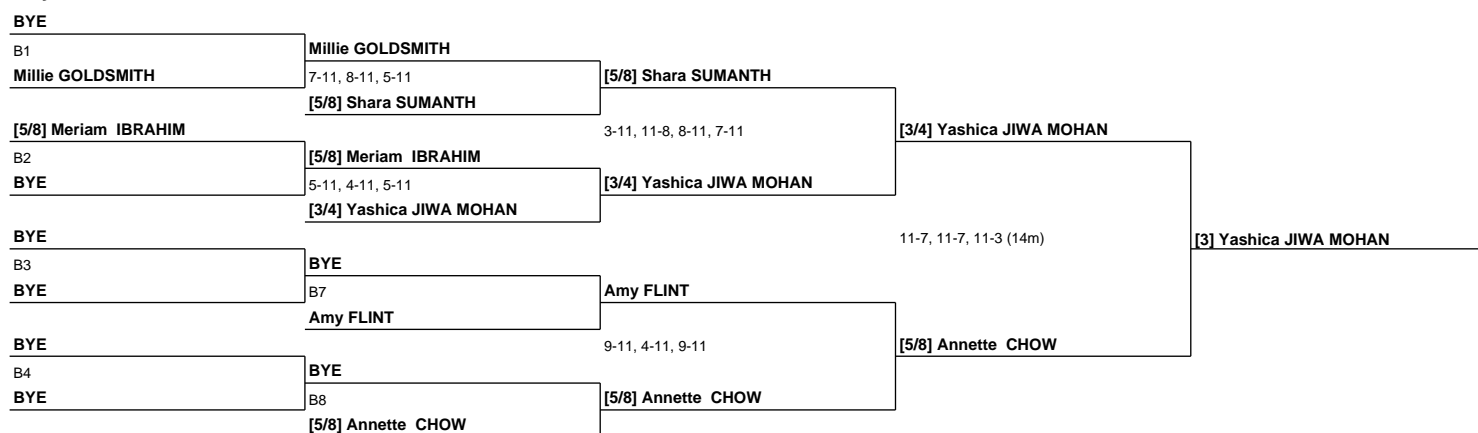 BYE
B1
Millie GOLDSMITH
Millie GOLDSMITH
7-11, 8-11, 5-11
[5/8] Shara SUMANTH
[5/8] Shara SUMANTH
[5/8] Meriam IBRAHIM
3-11, 11-8, 8-11, 7-11
[3/4] Yashica JIWA MOHAN
B2
[5/8] Meriam IBRAHIM
BYE
5-11, 4-11, 5-11
[3/4] Yashica JIWA MOHAN
[3/4] Yashica JIWA MOHAN
BYE
11-7, 11-7, 11-3 (14m)
[3] Yashica JIWA MOHAN
B3
BYE
BYE
B7
Amy FLINT
Amy FLINT
BYE
9-11, 4-11, 9-11
[5/8] Annette CHOW
B4
BYE
BYE
B8
[5/8] Annette CHOW
[5/8] Annette CHOW